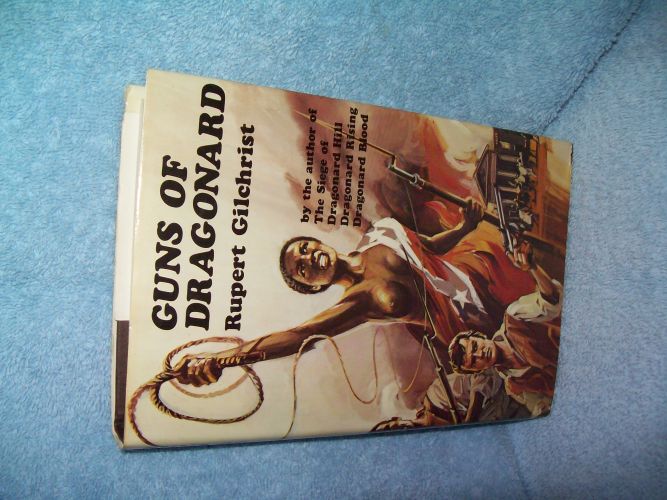 GUNS OF
DRAGONARD
Rupert Gilchrist
by the author of
The Siege of
Dragonard Hill
Dragonard Rising
Dragonard Blood